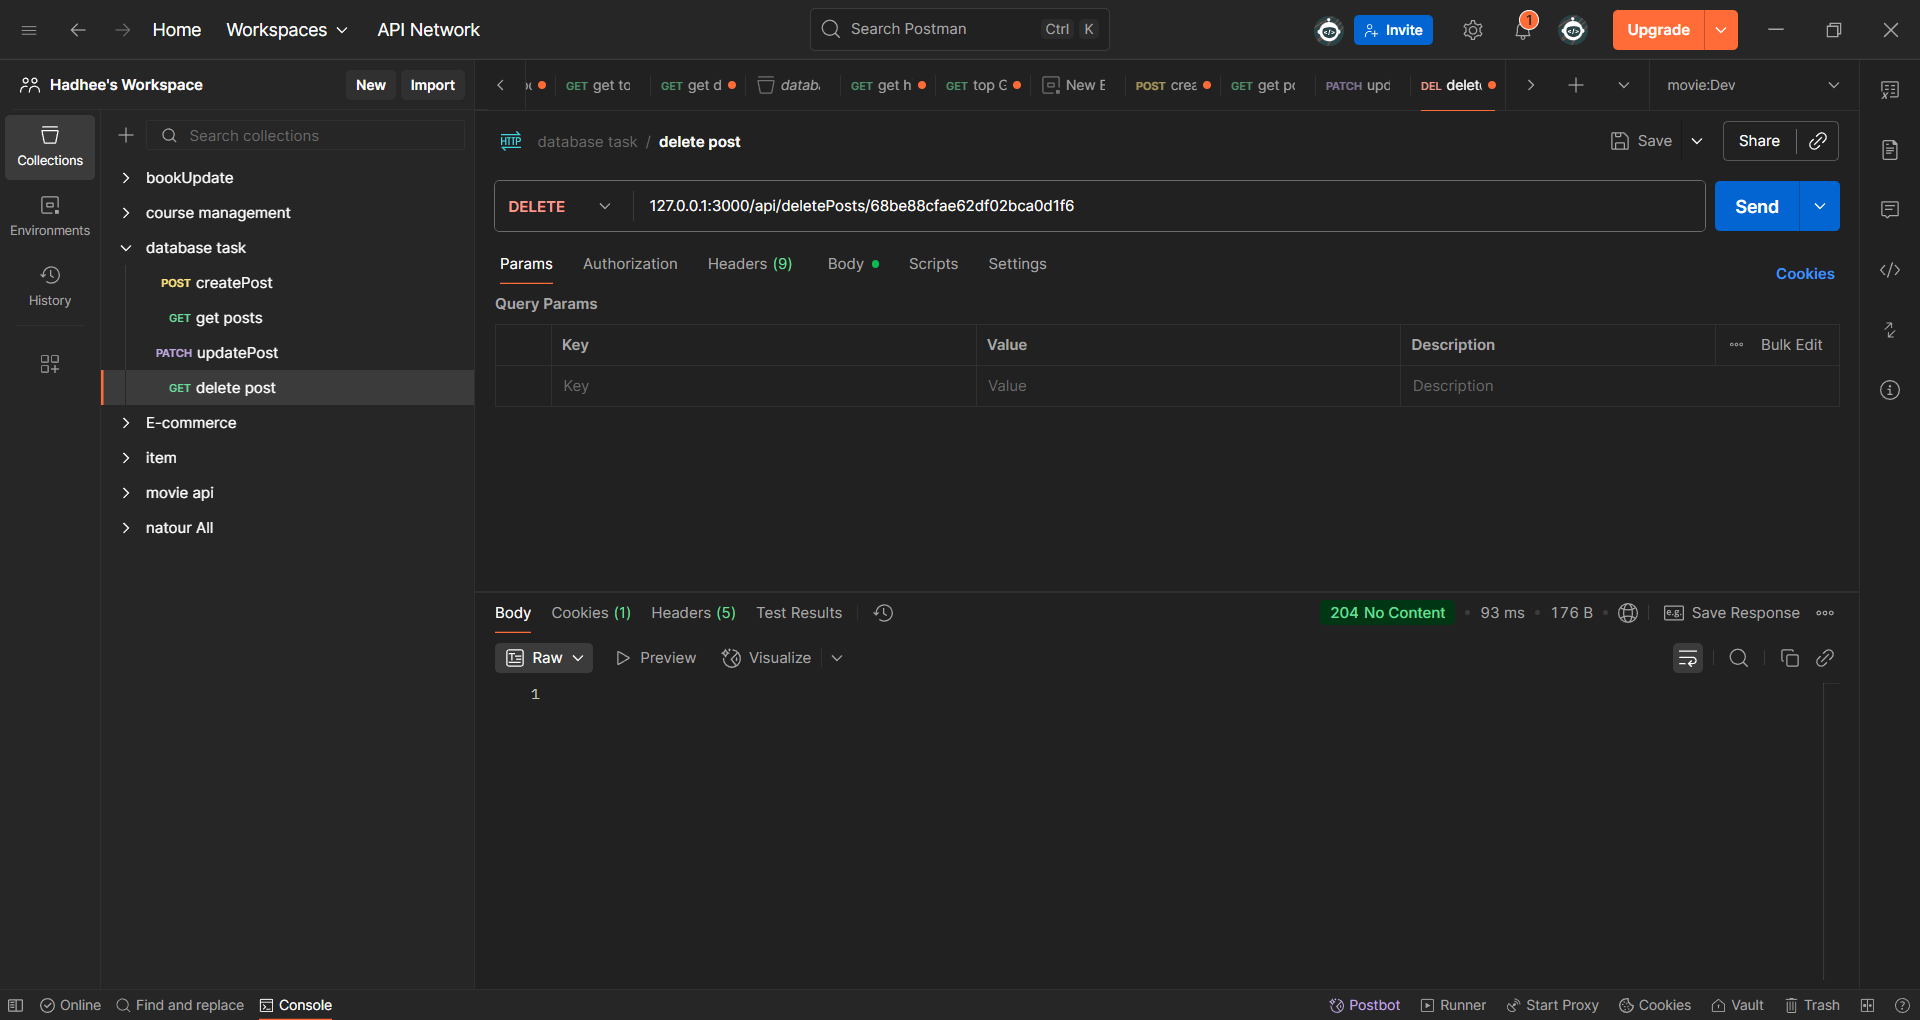 Home Workspaces API Network Search Postman Ctrl K Invite 1 Upgrade
Hadhee's Workspace New Import
GET get to GET get d datab GET get h GET top New E POST crea GET get po PATCH upd DEL delet movie:Dev
Collections
Environments
History
Search collections
bookUpdate
course management
database task
POST createPost
GET get posts
PATCH updatePost
GET delete post
E-commerce
item
movie api
natour All
HTTP database task / delete post Save Share
DELETE 127.0.0.1:3000/api/deletePosts/68be88cfae62df02bca0d1f6 Send
Params Authorization Headers (9) Body Scripts Settings Cookies
Query Params
Key Value Description Bulk Edit
Key Value Description
Body Cookies (1) Headers (5) Test Results 204 No Content 93 ms 176 B e.g. Save Response
Raw Preview Visualize
1
Online Find and replace Console Postbot Runner Start Proxy Cookies Vault Trash